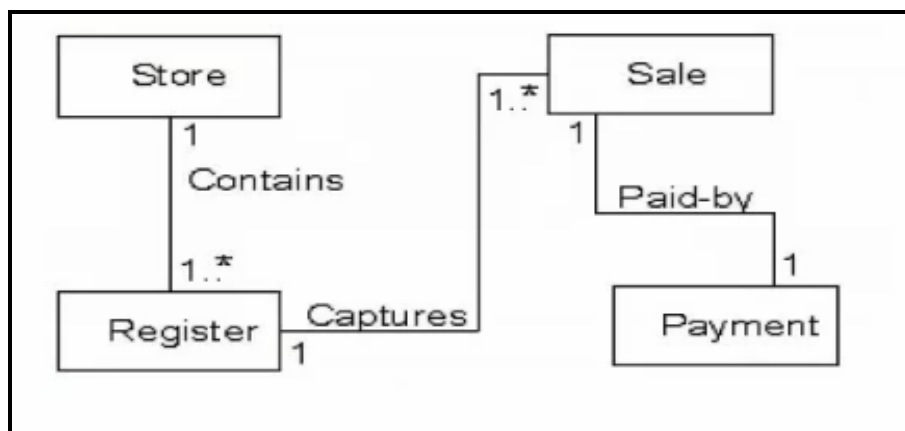 Store
Sale
1..*
1
1
Contains
Paid-by
1..*
1
Register
Captures
Payment
1